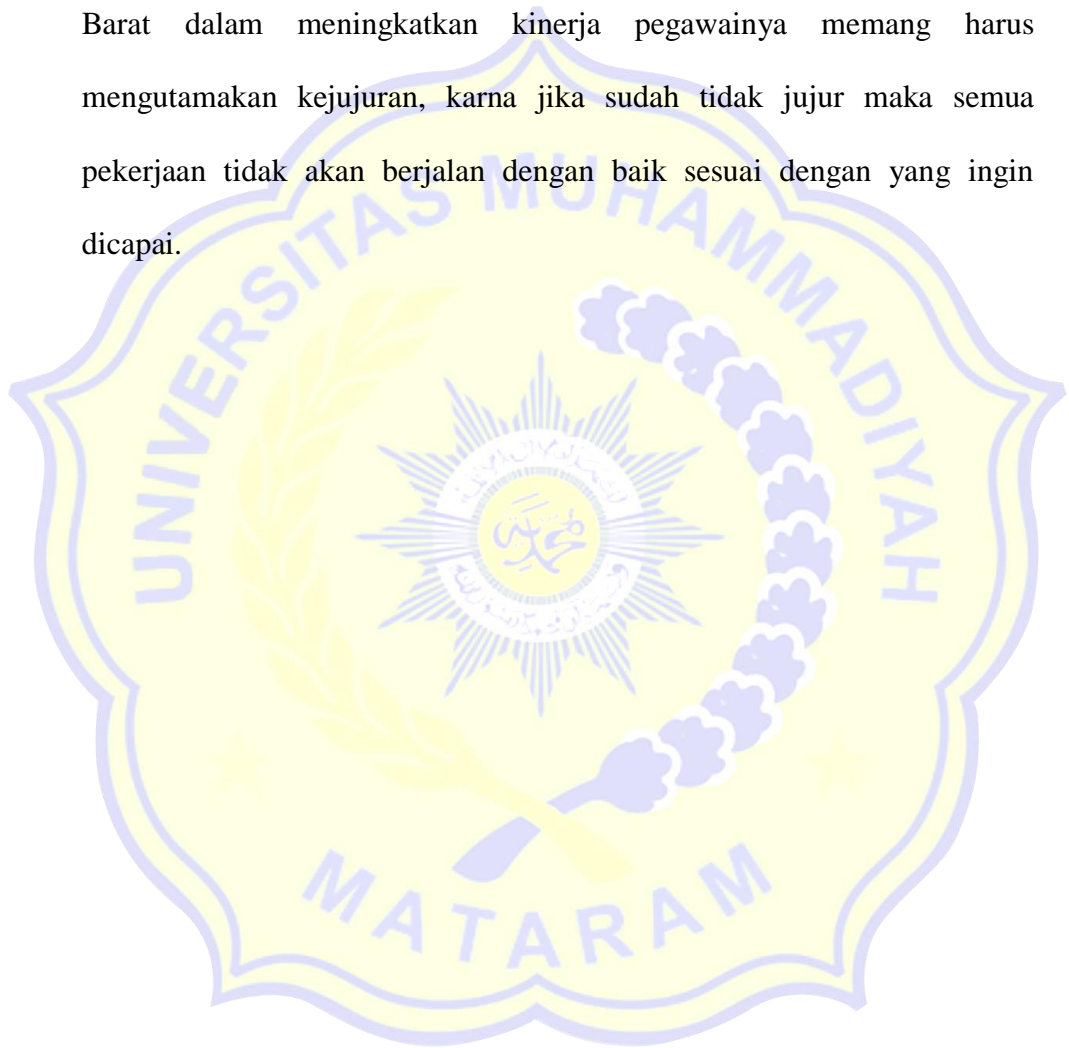 Barat dalam meningkatkan kinerja pegawainya memang harus
mengutamakan kejujuran, karna jika sudah tidak jujur maka semua
pekerjaan tidak akan berjalan dengan baik sesuai dengan yang ingin
dicapai.
UNIVERSITAS MUHAMMADIYAH
MATARAM